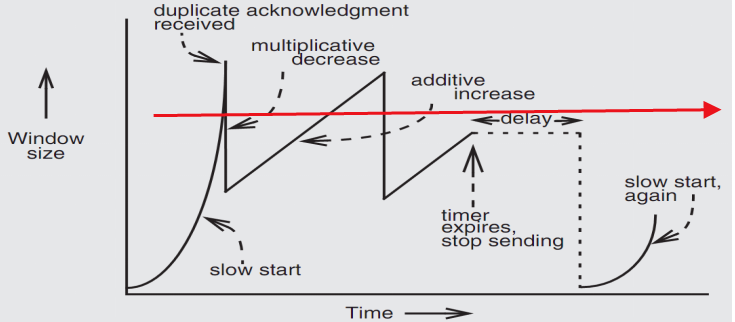 duplicate acknowledgment
received
multiplicative
decrease
additive
increase
delay
Window
size
slow start,
again
timer
expires,
stop sending
slow start
Time